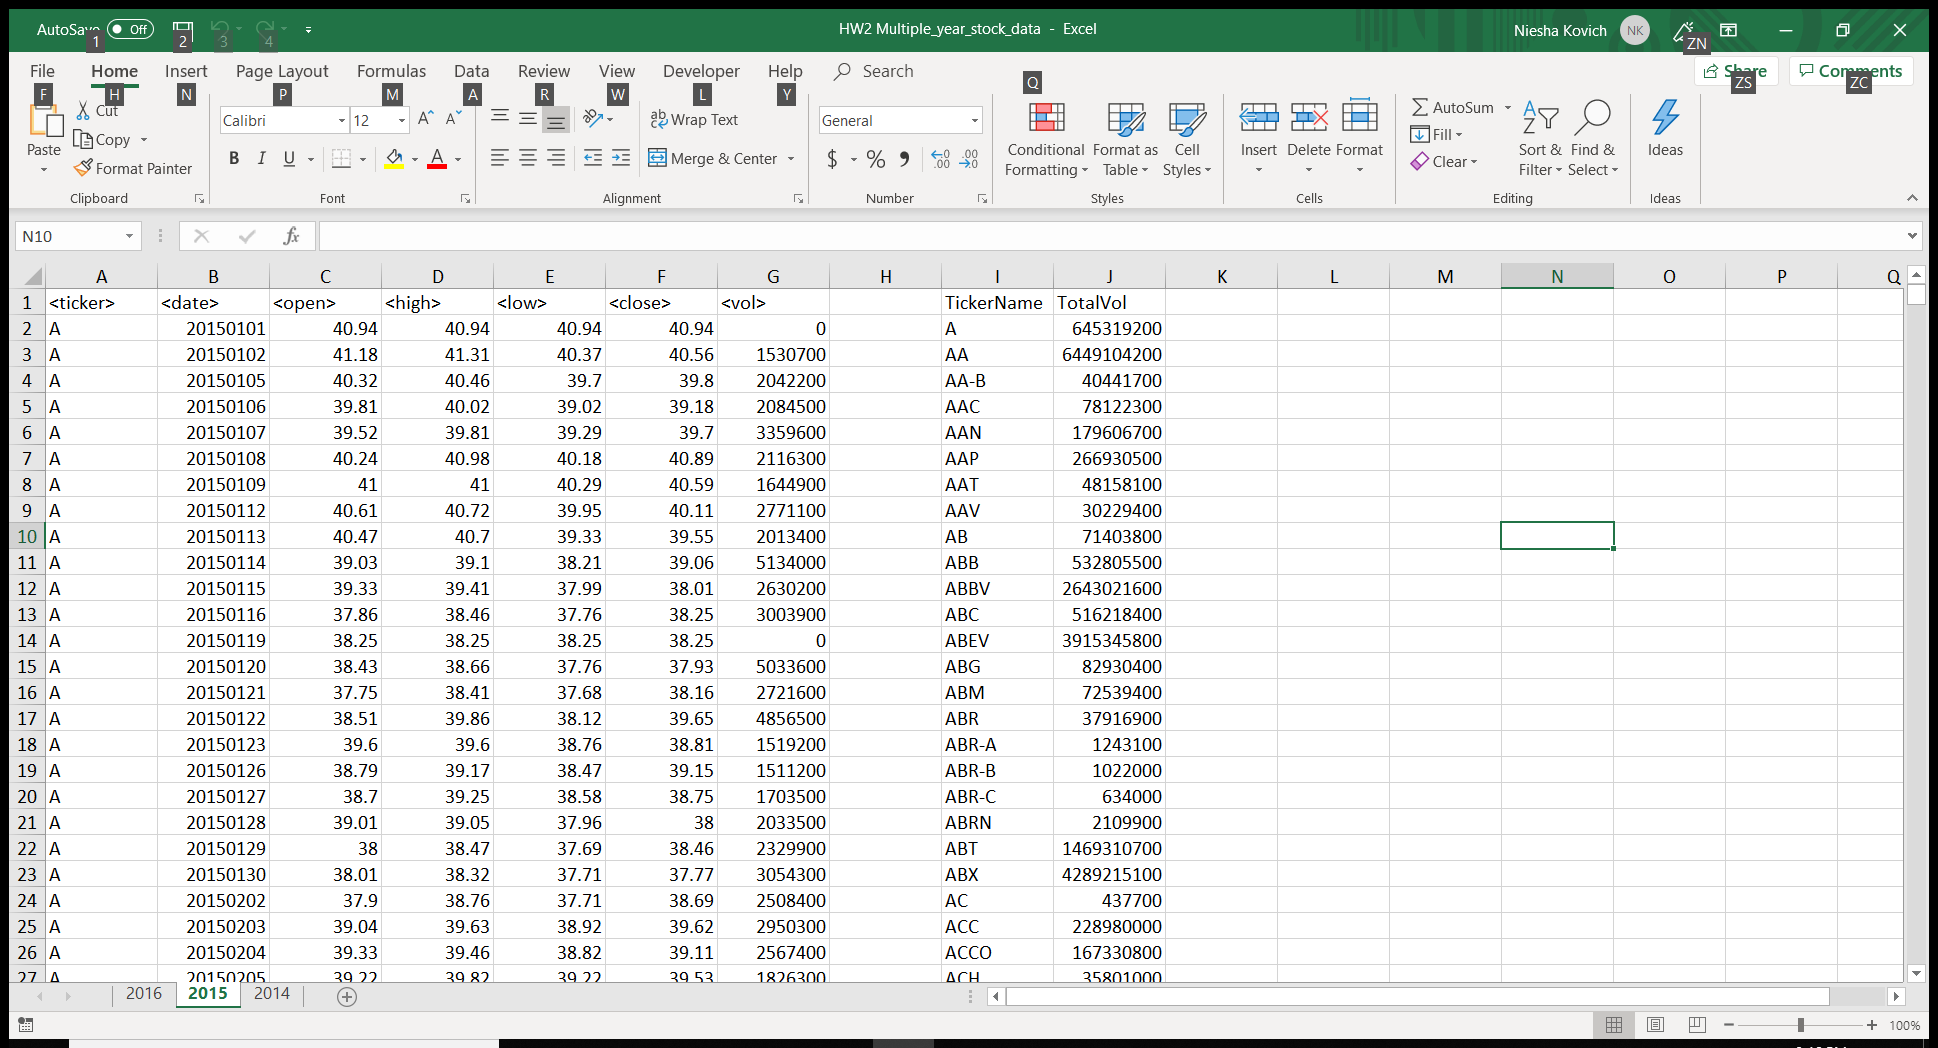 AutoSave Off HW2 Multiple_year_stock_data - Excel Niesha Kovich NK
1 2 3 4 ZN
File Home Insert Page Layout Formulas Data Review View Developer Help Search Share Comments
F H N P M A R W L Y Q ZS ZC
Cut Calibri 12 Wrap Text General AutoSum
Copy Fill
Paste Format Painter B I U A Merge & Center $ % Conditional Formatting Format as Table Cell Styles Insert Delete Format Clear Sort & Filter Find & Select Ideas
Clipboard Font Alignment Number Styles Cells Editing Ideas
N10 fx
A B C D E F G H I J K L M N O P Q
1 <ticker> <date> <open> <high> <low> <close> <vol> TickerName TotalVol
2 A 20150101 40.94 40.94 40.94 40.94 0 A 645319200
3 A 20150102 41.18 41.31 40.37 40.56 1530700 AA 6449104200
4 A 20150105 40.32 40.46 39.7 39.8 2042200 AA-B 40441700
5 A 20150106 39.81 40.02 39.02 39.18 2084500 AAC 78122300
6 A 20150107 39.52 39.81 39.29 39.7 3359600 AAN 179606700
7 A 20150108 40.24 40.98 40.18 40.89 2116300 AAP 266930500
8 A 20150109 41 41 40.29 40.59 1644900 AAT 48158100
9 A 20150112 40.61 40.72 39.95 40.11 2771100 AAV 30229400
10 A 20150113 40.47 40.7 39.33 39.55 2013400 AB 71403800
11 A 20150114 39.03 39.1 38.21 39.06 5134000 ABB 532805500
12 A 20150115 39.33 39.41 37.99 38.01 2630200 ABBV 2643021600
13 A 20150116 37.86 38.46 37.76 38.25 3003900 ABC 516218400
14 A 20150119 38.25 38.25 38.25 38.25 0 ABEV 3915345800
15 A 20150120 38.43 38.66 37.76 37.93 5033600 ABG 82930400
16 A 20150121 37.75 38.41 37.68 38.16 2721600 ABM 72539400
17 A 20150122 38.51 39.86 38.12 39.65 4856500 ABR 37916900
18 A 20150123 39.6 39.6 38.76 38.81 1519200 ABR-A 1243100
19 A 20150126 38.79 39.17 38.47 39.15 1511200 ABR-B 1022000
20 A 20150127 38.7 39.25 38.58 38.75 1703500 ABR-C 634000
21 A 20150128 39.01 39.05 37.96 38 2033500 ABRN 2109900
22 A 20150129 38 38.47 37.69 38.46 2329900 ABT 1469310700
23 A 20150130 38.01 38.32 37.71 37.77 3054300 ABX 4289215100
24 A 20150202 37.9 38.76 37.71 38.69 2508400 AC 437700
25 A 20150203 39.04 39.63 38.92 39.62 2950300 ACC 228980000
26 A 20150204 39.33 39.46 38.82 39.11 2567400 ACCO 167330800
27 A 20150205 39.22 39.82 39.22 39.53 1826300 ACH 35801000
2016 2015 2014
100%